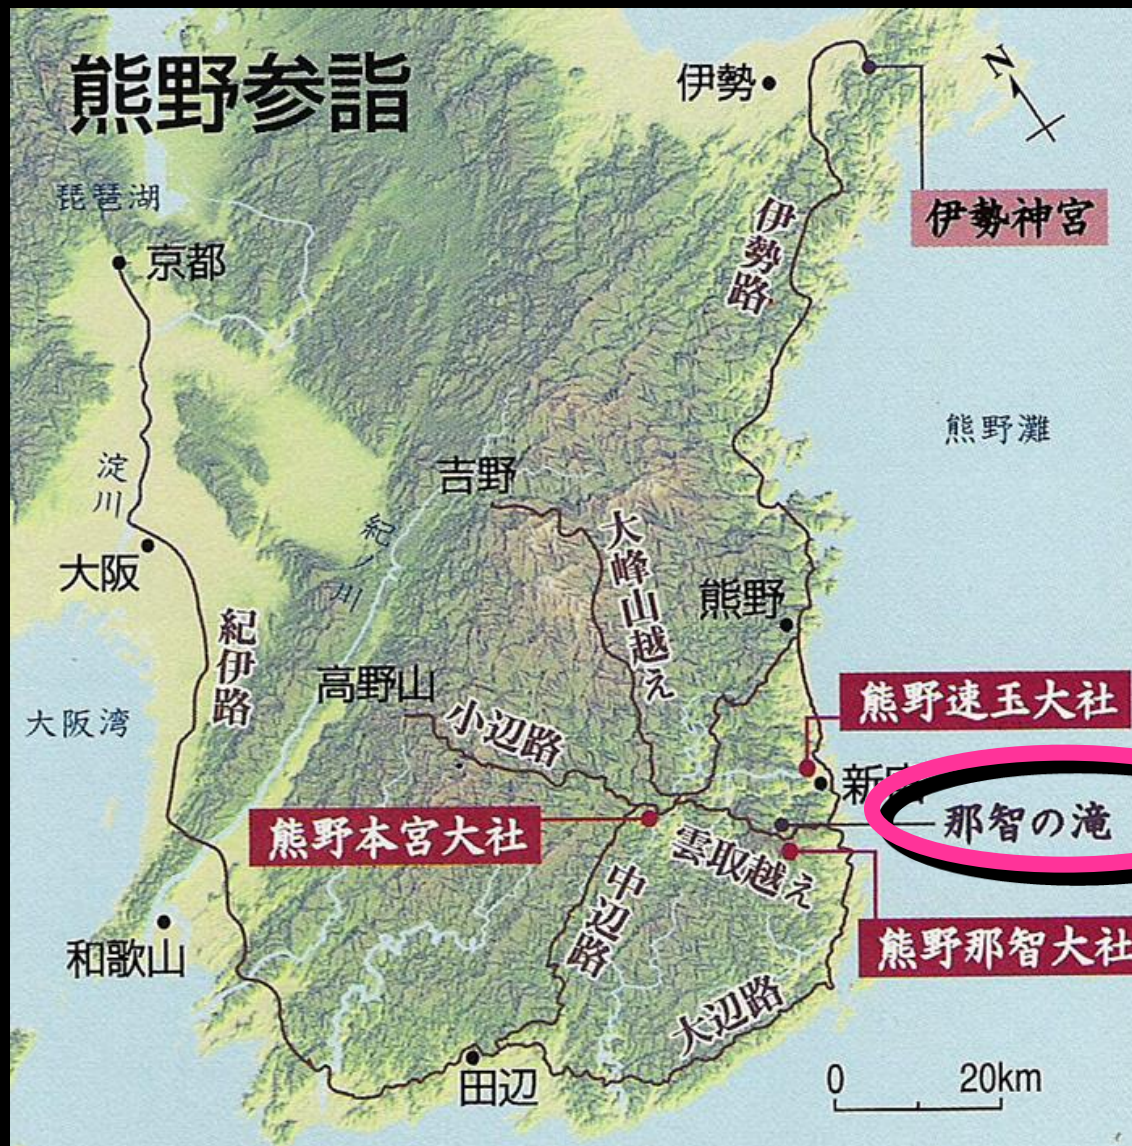 熊野参詣
伊勢
N
琵琶湖
伊勢神宮
京都
伊勢路
熊野灘
淀川
吉野
紀ノ川
大峰山越え
大阪
熊野
紀伊路
高野山
大阪湾
小辺路
熊野速玉大社
新
那智の滝
熊野本宮大社
雲取越え
中辺路
和歌山
熊野那智大社
大辺路
田辺
0 20km